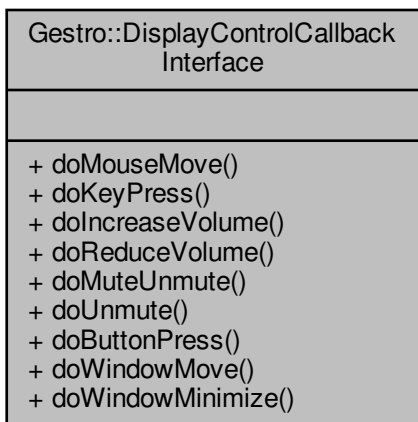 Gestro::DisplayControlCallback
Interface
+ doMouseMove()
+ doKeyPress()
+ doIncreaseVolume()
+ doReduceVolume()
+ doMuteUnmute()
+ doUnmute()
+ doButtonPress()
+ doWindowMove()
+ doWindowMinimize()